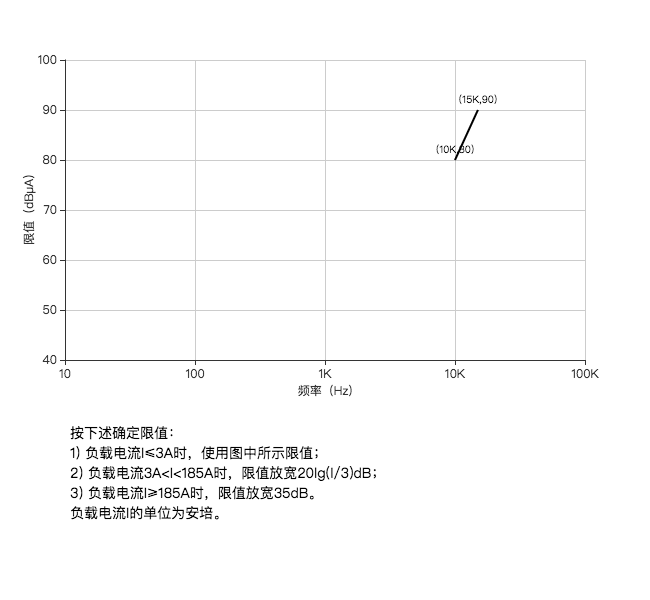 100
90
80
70
60
50
40
限值（dBμA）
(15K,90)
(10K,80)
10
100
1K
10K
100K
频率（Hz）
按下述确定限值：
1) 负载电流I≤3A时，使用图中所示限值；
2) 负载电流3A<I<185A时，限值放宽20lg(I/3)dB；
3) 负载电流I≥185A时，限值放宽35dB。
负载电流I的单位为安培。